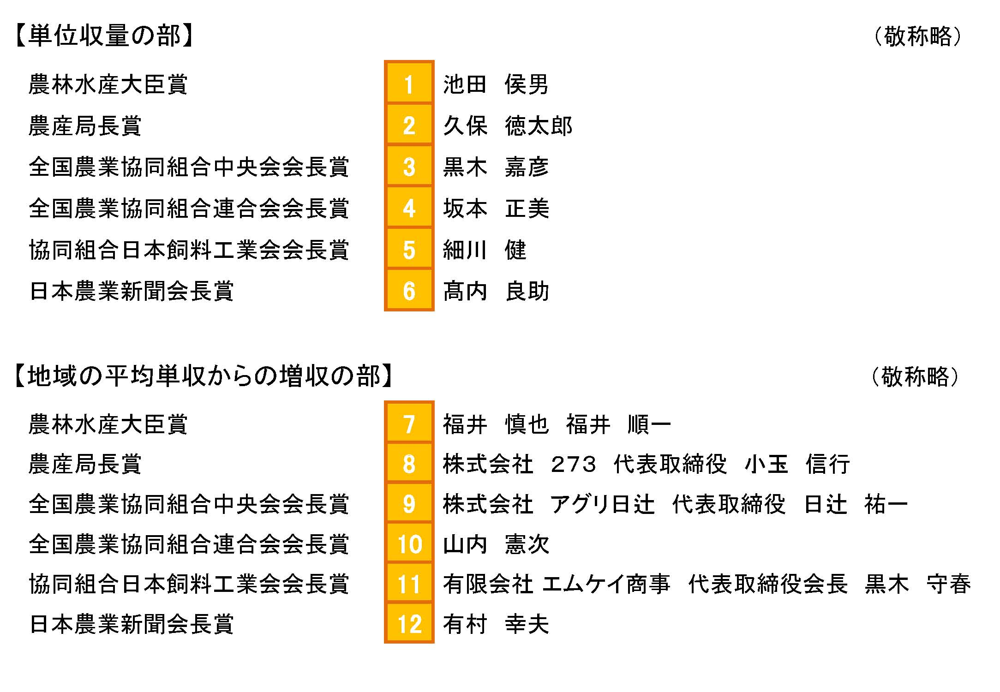 【単位収量の部】 （敬称略）
農林水産大臣賞 1 池田　侯男
農産局長賞 2 久保　徳太郎
全国農業協同組合中央会会長賞 3 黒木　嘉彦
全国農業協同組合連合会会長賞 4 坂本　正美
協同組合日本飼料工業会会長賞 5 細川　健
日本農業新聞会長賞 6 髙内　良助
【地域の平均単収からの増収の部】 （敬称略）
農林水産大臣賞 7 福井　慎也　福井　順一
農産局長賞 8 株式会社　２７３　代表取締役　小玉　信行
全国農業協同組合中央会会長賞 9 株式会社　アグリ日辻　代表取締役　日辻　祐一
全国農業協同組合連合会会長賞 10 山内　憲次
協同組合日本飼料工業会会長賞 11 有限会社 エムケイ商事　代表取締役会長　黒木　守春
日本農業新聞会長賞 12 有村　幸夫